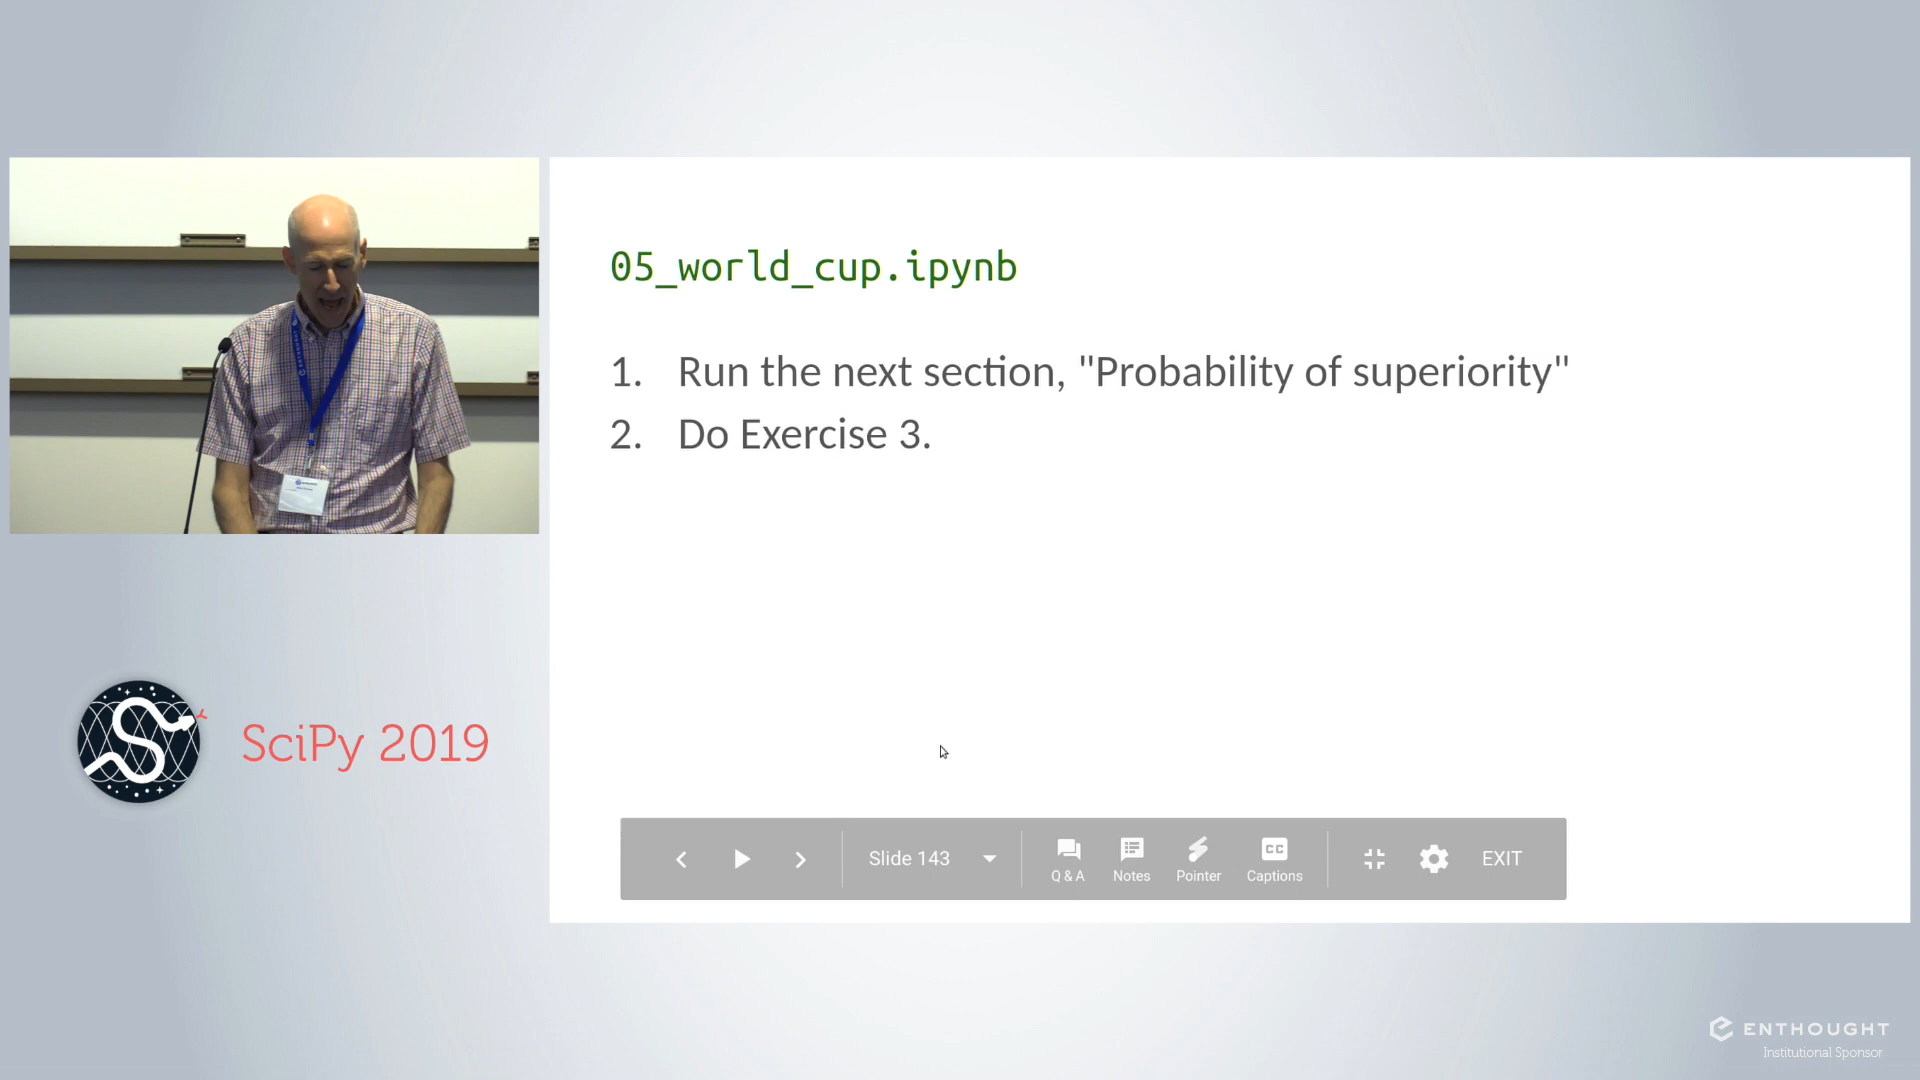 05_world_cup.ipynb
1. Run the next section, "Probability of superiority"
2. Do Exercise 3.
SciPy 2019
Slide 143
Q & A
Notes
Pointer
CC
Captions
EXIT
ENTHOUGHT
Institutional Sponsor